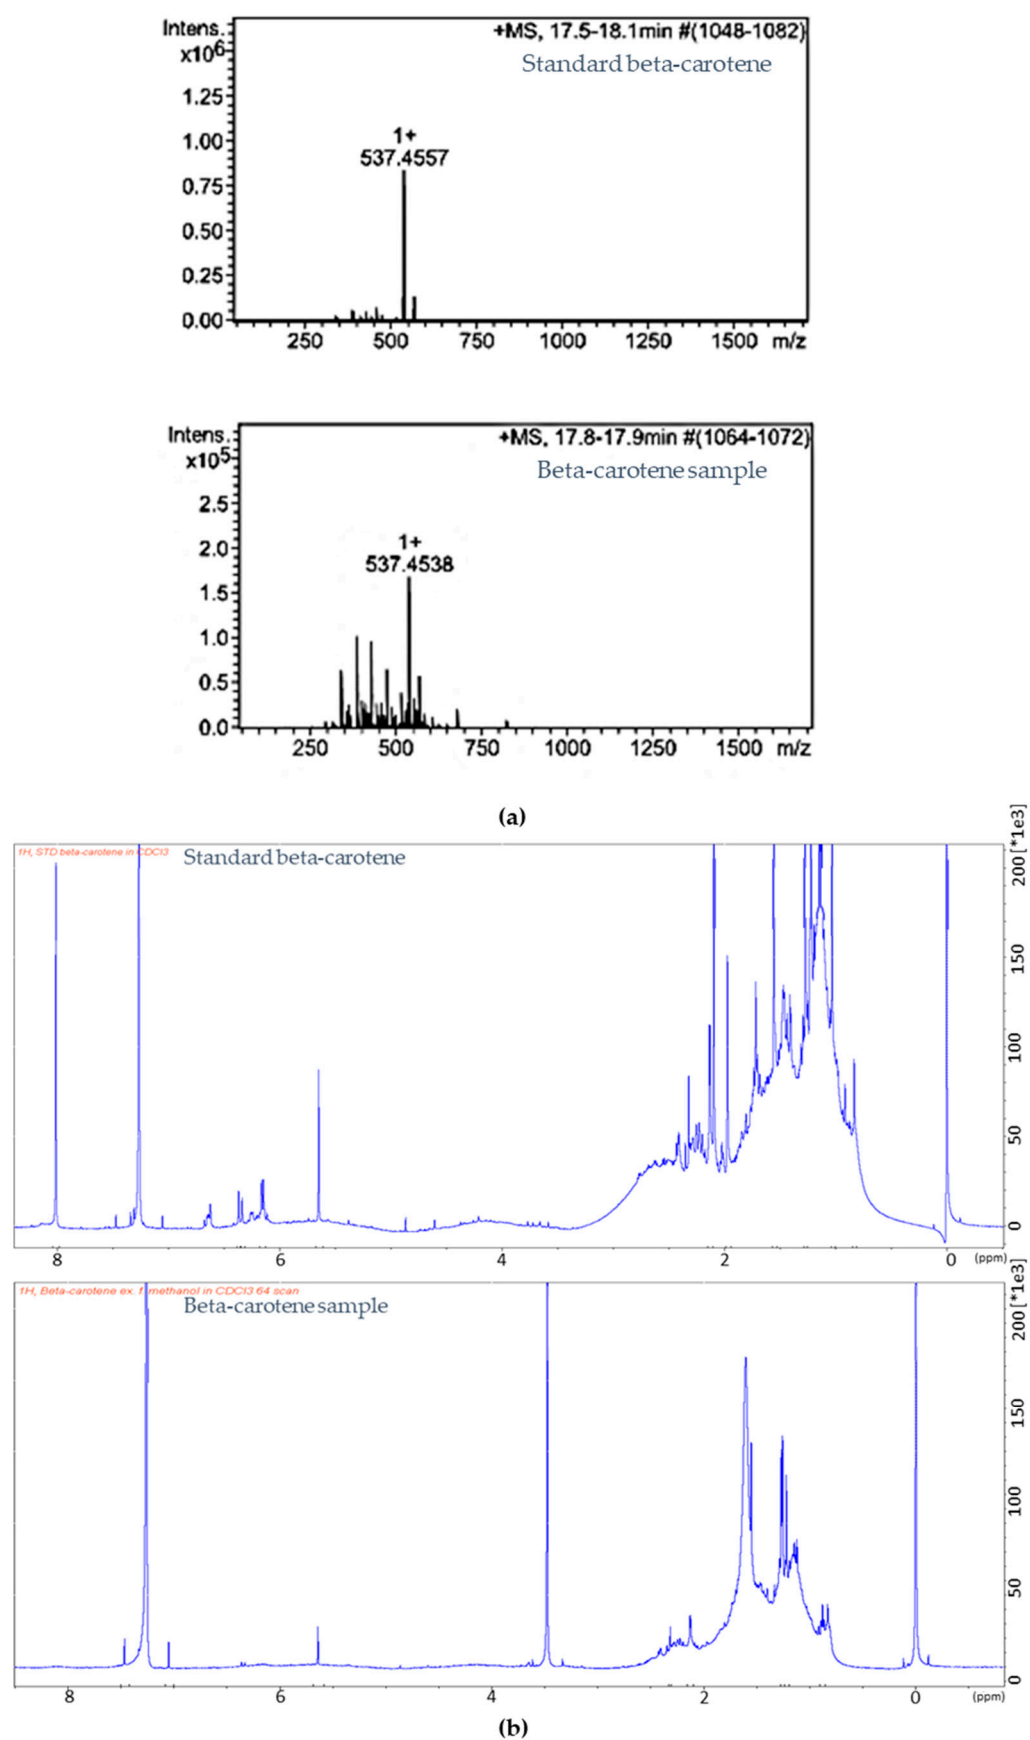 Intens.
x10⁶
+MS, 17.5-18.1min #(1048-1082)
Standard beta-carotene
1.25
1.00
0.75
0.50
0.25
0.00
1+
537.4557
250 500 750 1000 1250 1500 m/z
Intens.
x10⁵
+MS, 17.8-17.9min #(1064-1072)
Beta-carotene sample
2.5
2.0
1.5
1.0
0.5
0.0
1+
537.4538
250 500 750 1000 1250 1500 m/z
(a)
1H, STD beta-carotene in CDCl3
Standard beta-carotene
[*1e3]
200
150
100
50
0
8 6 4 2 0 (ppm)
1H, Beta-carotene ex. f. methanol in CDCl3 64 scan
Beta-carotene sample
[*1e3]
200
150
100
50
0
8 6 4 2 0 (ppm)
(b)